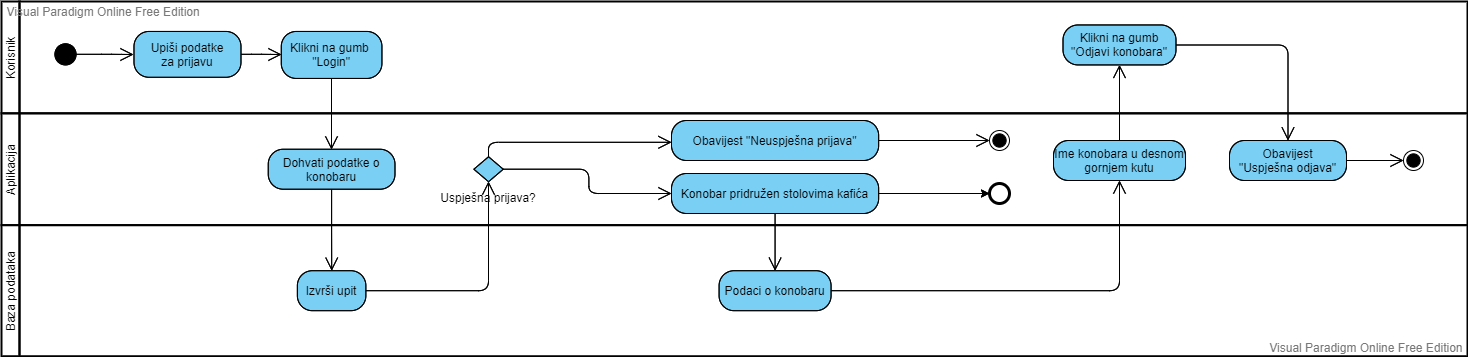 Visual Paradigm Online Free Edition
Korisnik
Upiši podatke
za prijavu
Klikni na gumb
"Login"
Klikni na gumb
"Odjavi konobara"
Aplikacija
Dohvati podatke o
konobaru
Uspješna prijava?
Obavijest "Neuspješna prijava"
Konobar pridružen stolovima kafića
Ime konobara u desnom
gornjem kutu
Obavijest
"Uspješna odjava"
Baza podataka
Izvrši upit
Podaci o konobaru
Visual Paradigm Online Free Edition